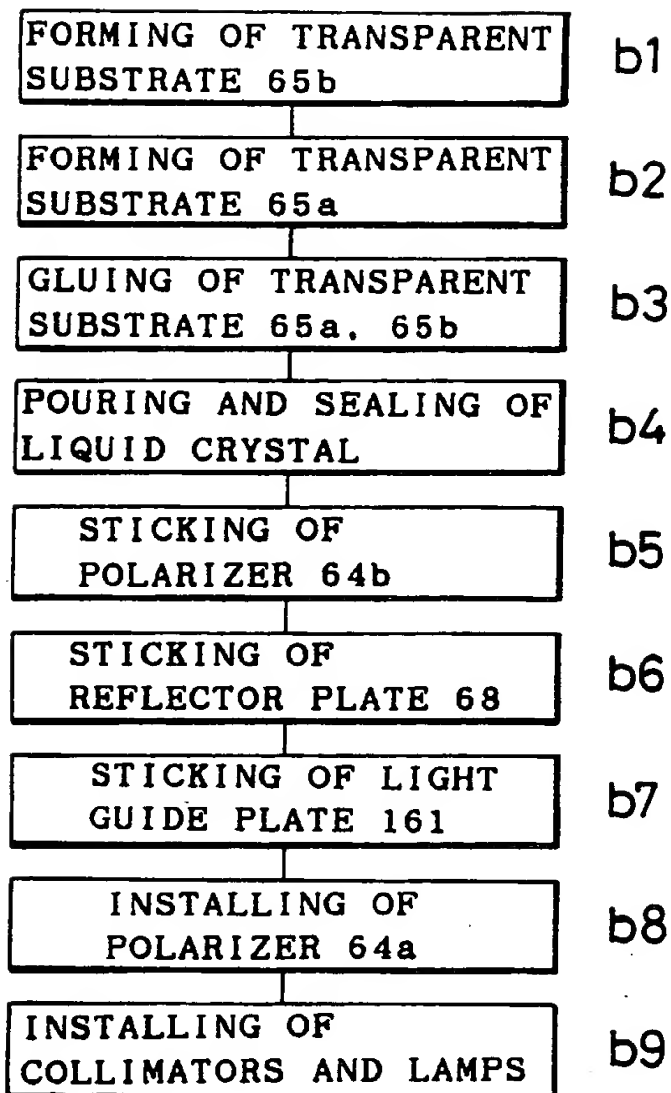 FORMING OF TRANSPARENT
SUBSTRATE 65b
b1
FORMING OF TRANSPARENT
SUBSTRATE 65a
b2
GLUING OF TRANSPARENT
SUBSTRATE 65a, 65b
b3
POURING AND SEALING OF
LIQUID CRYSTAL
b4
STICKING OF
POLARIZER 64b
b5
STICKING OF
REFLECTOR PLATE 68
b6
STICKING OF LIGHT
GUIDE PLATE 161
b7
INSTALLING OF
POLARIZER 64a
b8
INSTALLING OF
COLLIMATORS AND LAMPS
b9